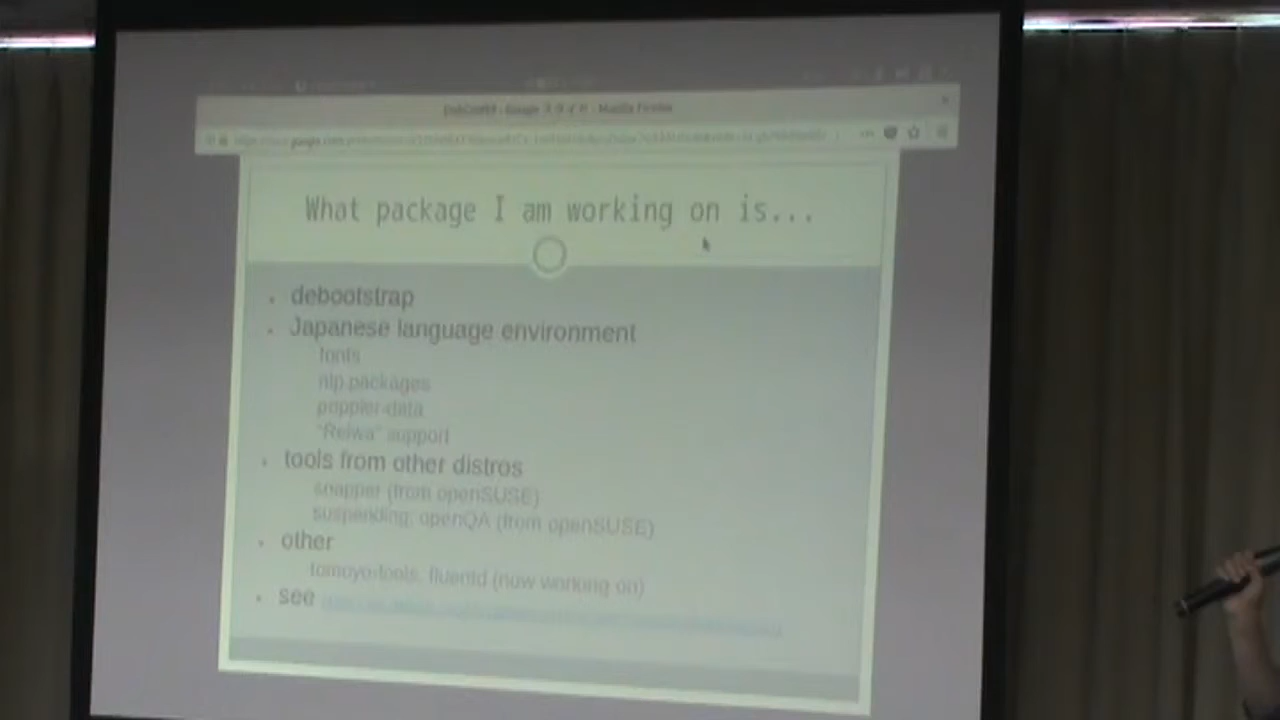 What package I am working on is...
debootstrap
Japanese language environment
fonts
nlp packages
poppler-data
"Reiwa" support
tools from other distros
snapper (from openSUSE)
suspending: openQA (from openSUSE)
other
tomoyo-tools, fluentd (now working on)
see